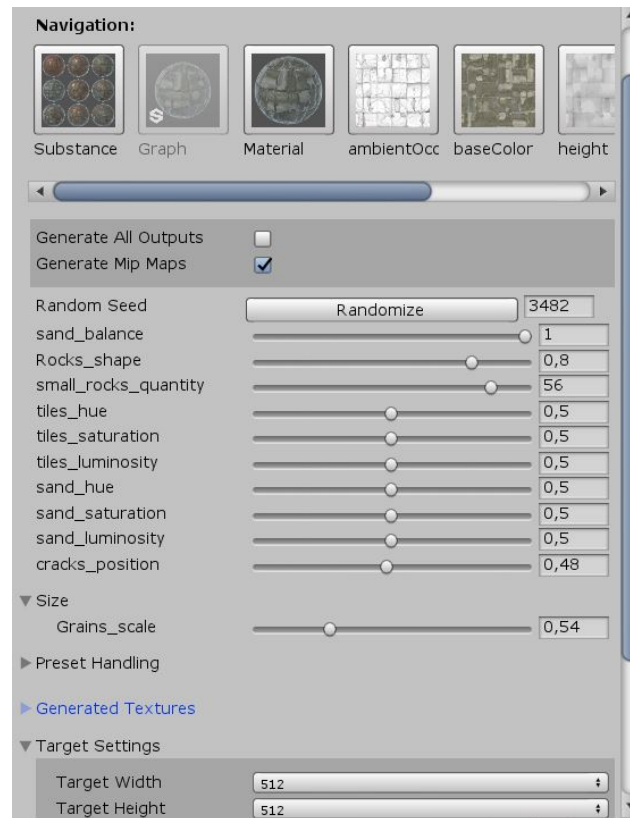 Navigation:
Substance Graph Material ambientOcc baseColor height
Generate All Outputs
Generate Mip Maps
Random Seed Randomize 3482
sand_balance 1
Rocks_shape 0,8
small_rocks_quantity 56
tiles_hue 0,5
tiles_saturation 0,5
tiles_luminosity 0,5
sand_hue 0,5
sand_saturation 0,5
sand_luminosity 0,5
cracks_position 0,48
Size
Grains_scale 0,54
Preset Handling
Generated Textures
Target Settings
Target Width 512
Target Height 512